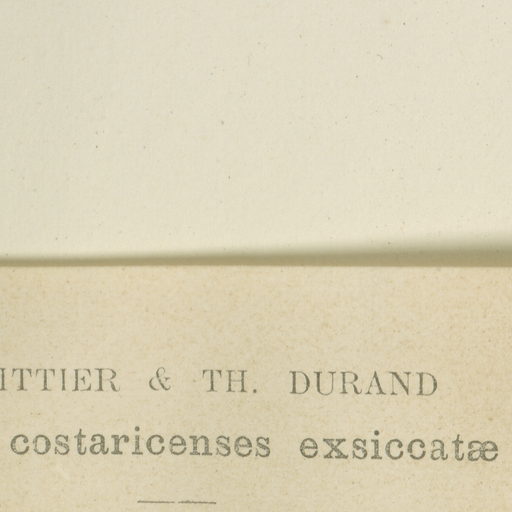 ITTIER & TH. DURAND
costaricenses exsiccatæ